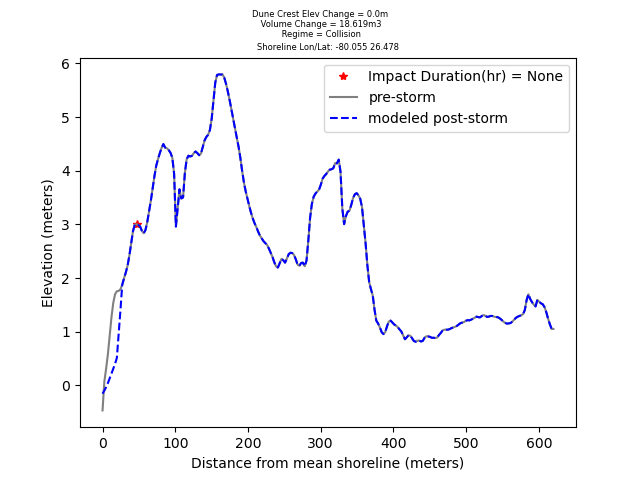 Dune Crest Elev Change = 0.0m
Volume Change = 18.619m3
Regime = Collision
Shoreline Lon/Lat: -80.055 26.478
Impact Duration(hr) = None
pre-storm
modeled post-storm
Elevation (meters)
6
5
4
3
2
1
0
0 100 200 300 400 500 600
Distance from mean shoreline (meters)